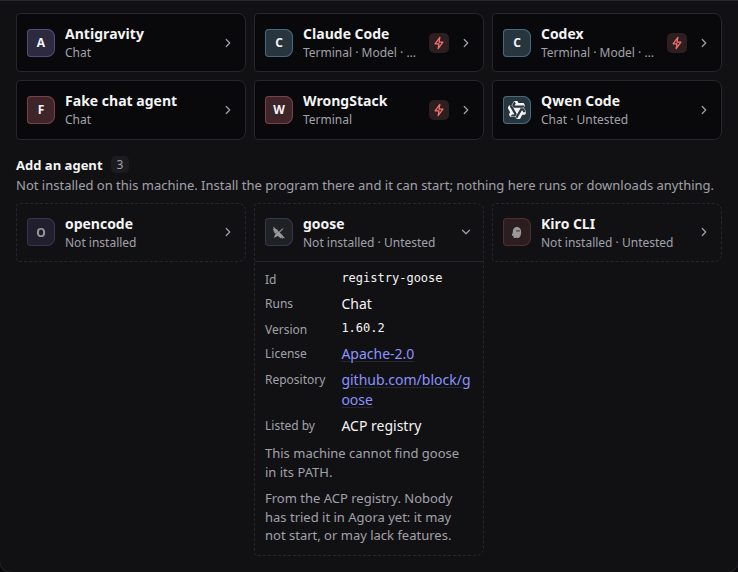 A
Antigravity
Chat
C
Claude Code
Terminal · Model · ...
C
Codex
Terminal · Model · ...
F
Fake chat agent
Chat
W
WrongStack
Terminal
Qwen Code
Chat · Untested
Add an agent 3
Not installed on this machine. Install the program there and it can start; nothing here runs or downloads anything.
O
opencode
Not installed
goose
Not installed · Untested
Kiro CLI
Not installed · Untested
Id registry-goose
Runs Chat
Version 1.60.2
License Apache-2.0
Repository github.com/block/g
oose
Listed by ACP registry
This machine cannot find goose
in its PATH.
From the ACP registry. Nobody
has tried it in Agora yet: it may
not start, or may lack features.